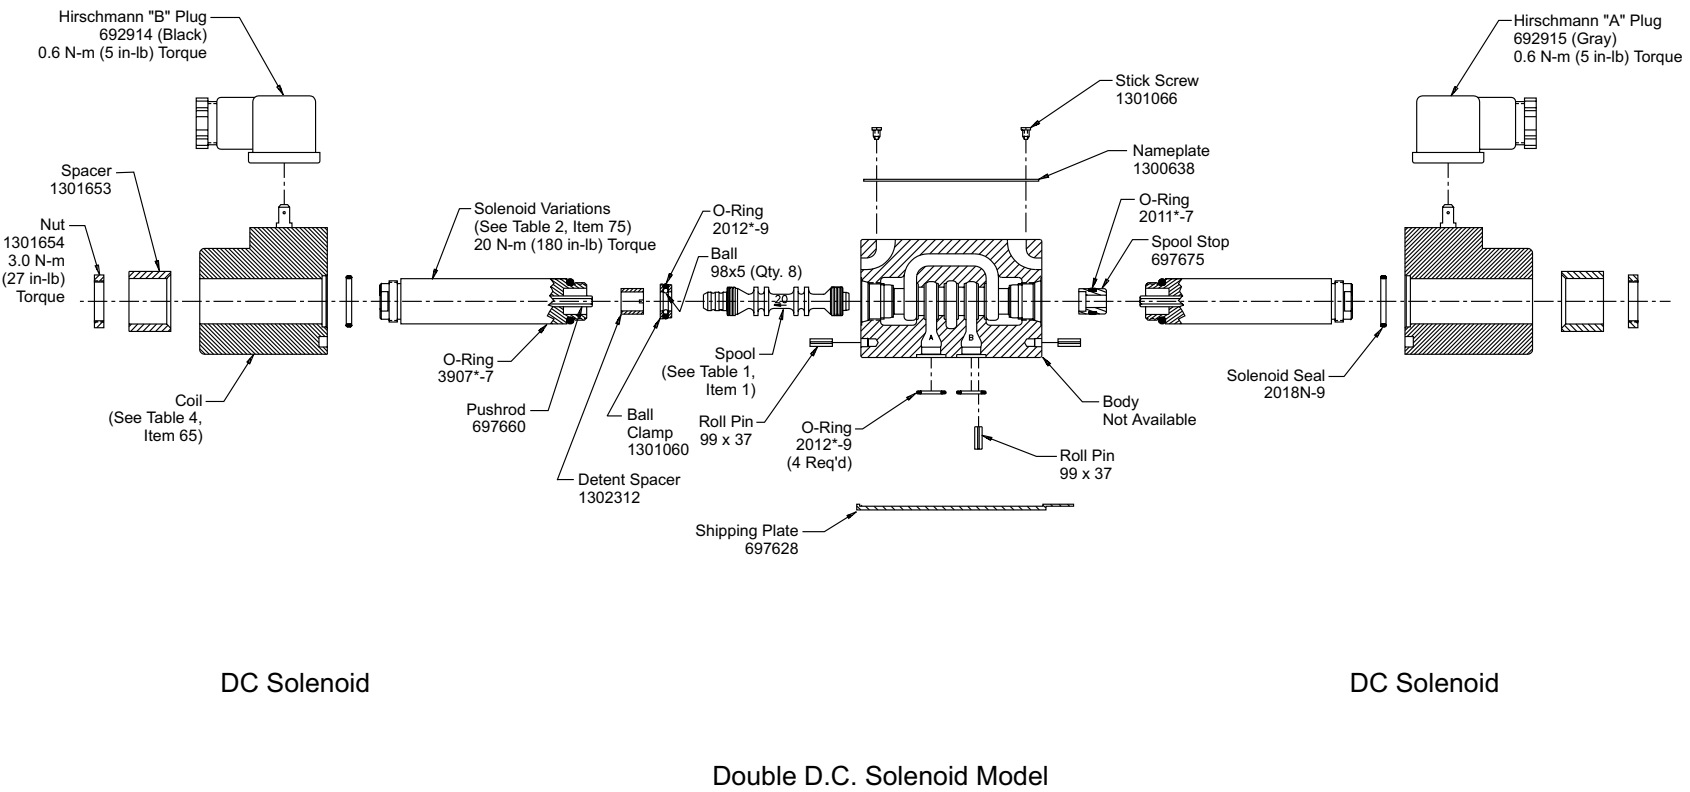 Hirschmann "B" Plug
692914 (Black)
0.6 N-m (5 in-lb) Torque
Hirschmann "A" Plug
692915 (Gray)
0.6 N-m (5 in-lb) Torque
Stick Screw
1301066
Nameplate
1300638
Spacer
1301653
Nut
1301654
3.0 N-m
(27 in-lb)
Torque
Solenoid Variations
(See Table 2, Item 75)
20 N-m (180 in-lb) Torque
O-Ring
2012*-9
Ball
98x5 (Qty. 8)
O-Ring
2011*-7
Spool Stop
697675
20
A
B
O-Ring
3907*-7
Spool
(See Table 1,
Item 1)
Solenoid Seal
2018N-9
Coil
(See Table 4,
Item 65)
Pushrod
697660
Ball
Clamp
1301060
Roll Pin
99 x 37
O-Ring
2012*-9
(4 Req'd)
Body
Not Available
Roll Pin
99 x 37
Detent Spacer
1302312
Shipping Plate
697628
DC Solenoid
DC Solenoid
Double D.C. Solenoid Model